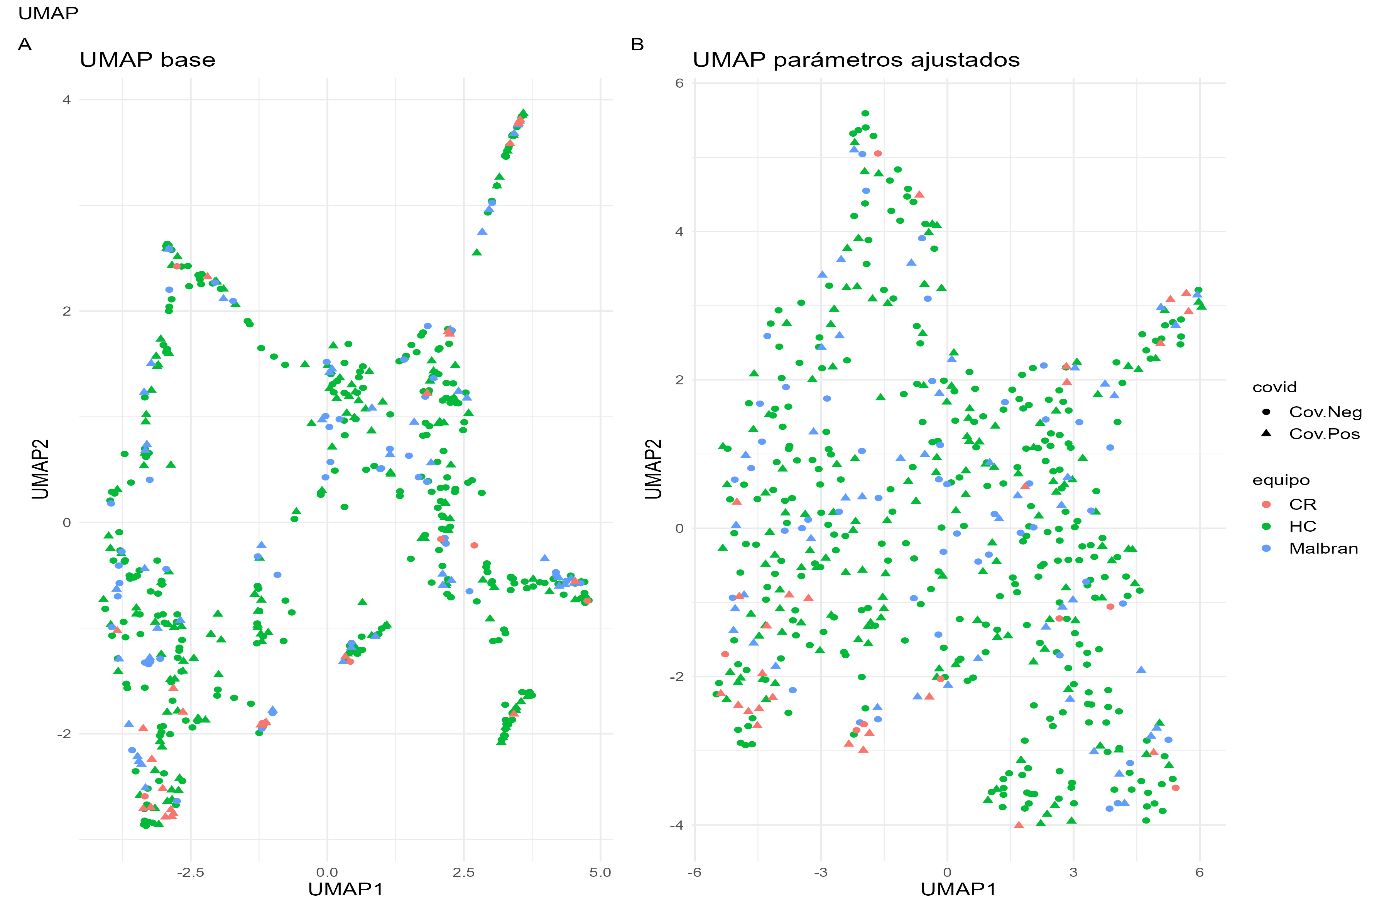 UMAP
A
UMAP base
4
2
0
-2
-2.5
0.0
2.5
5.0
UMAP1
UMAP2
B
UMAP parámetros ajustados
6
4
2
0
-2
-4
-6
-3
0
3
6
UMAP1
UMAP2
covid
Cov.Neg
Cov.Pos
equipo
CR
HC
Malbran